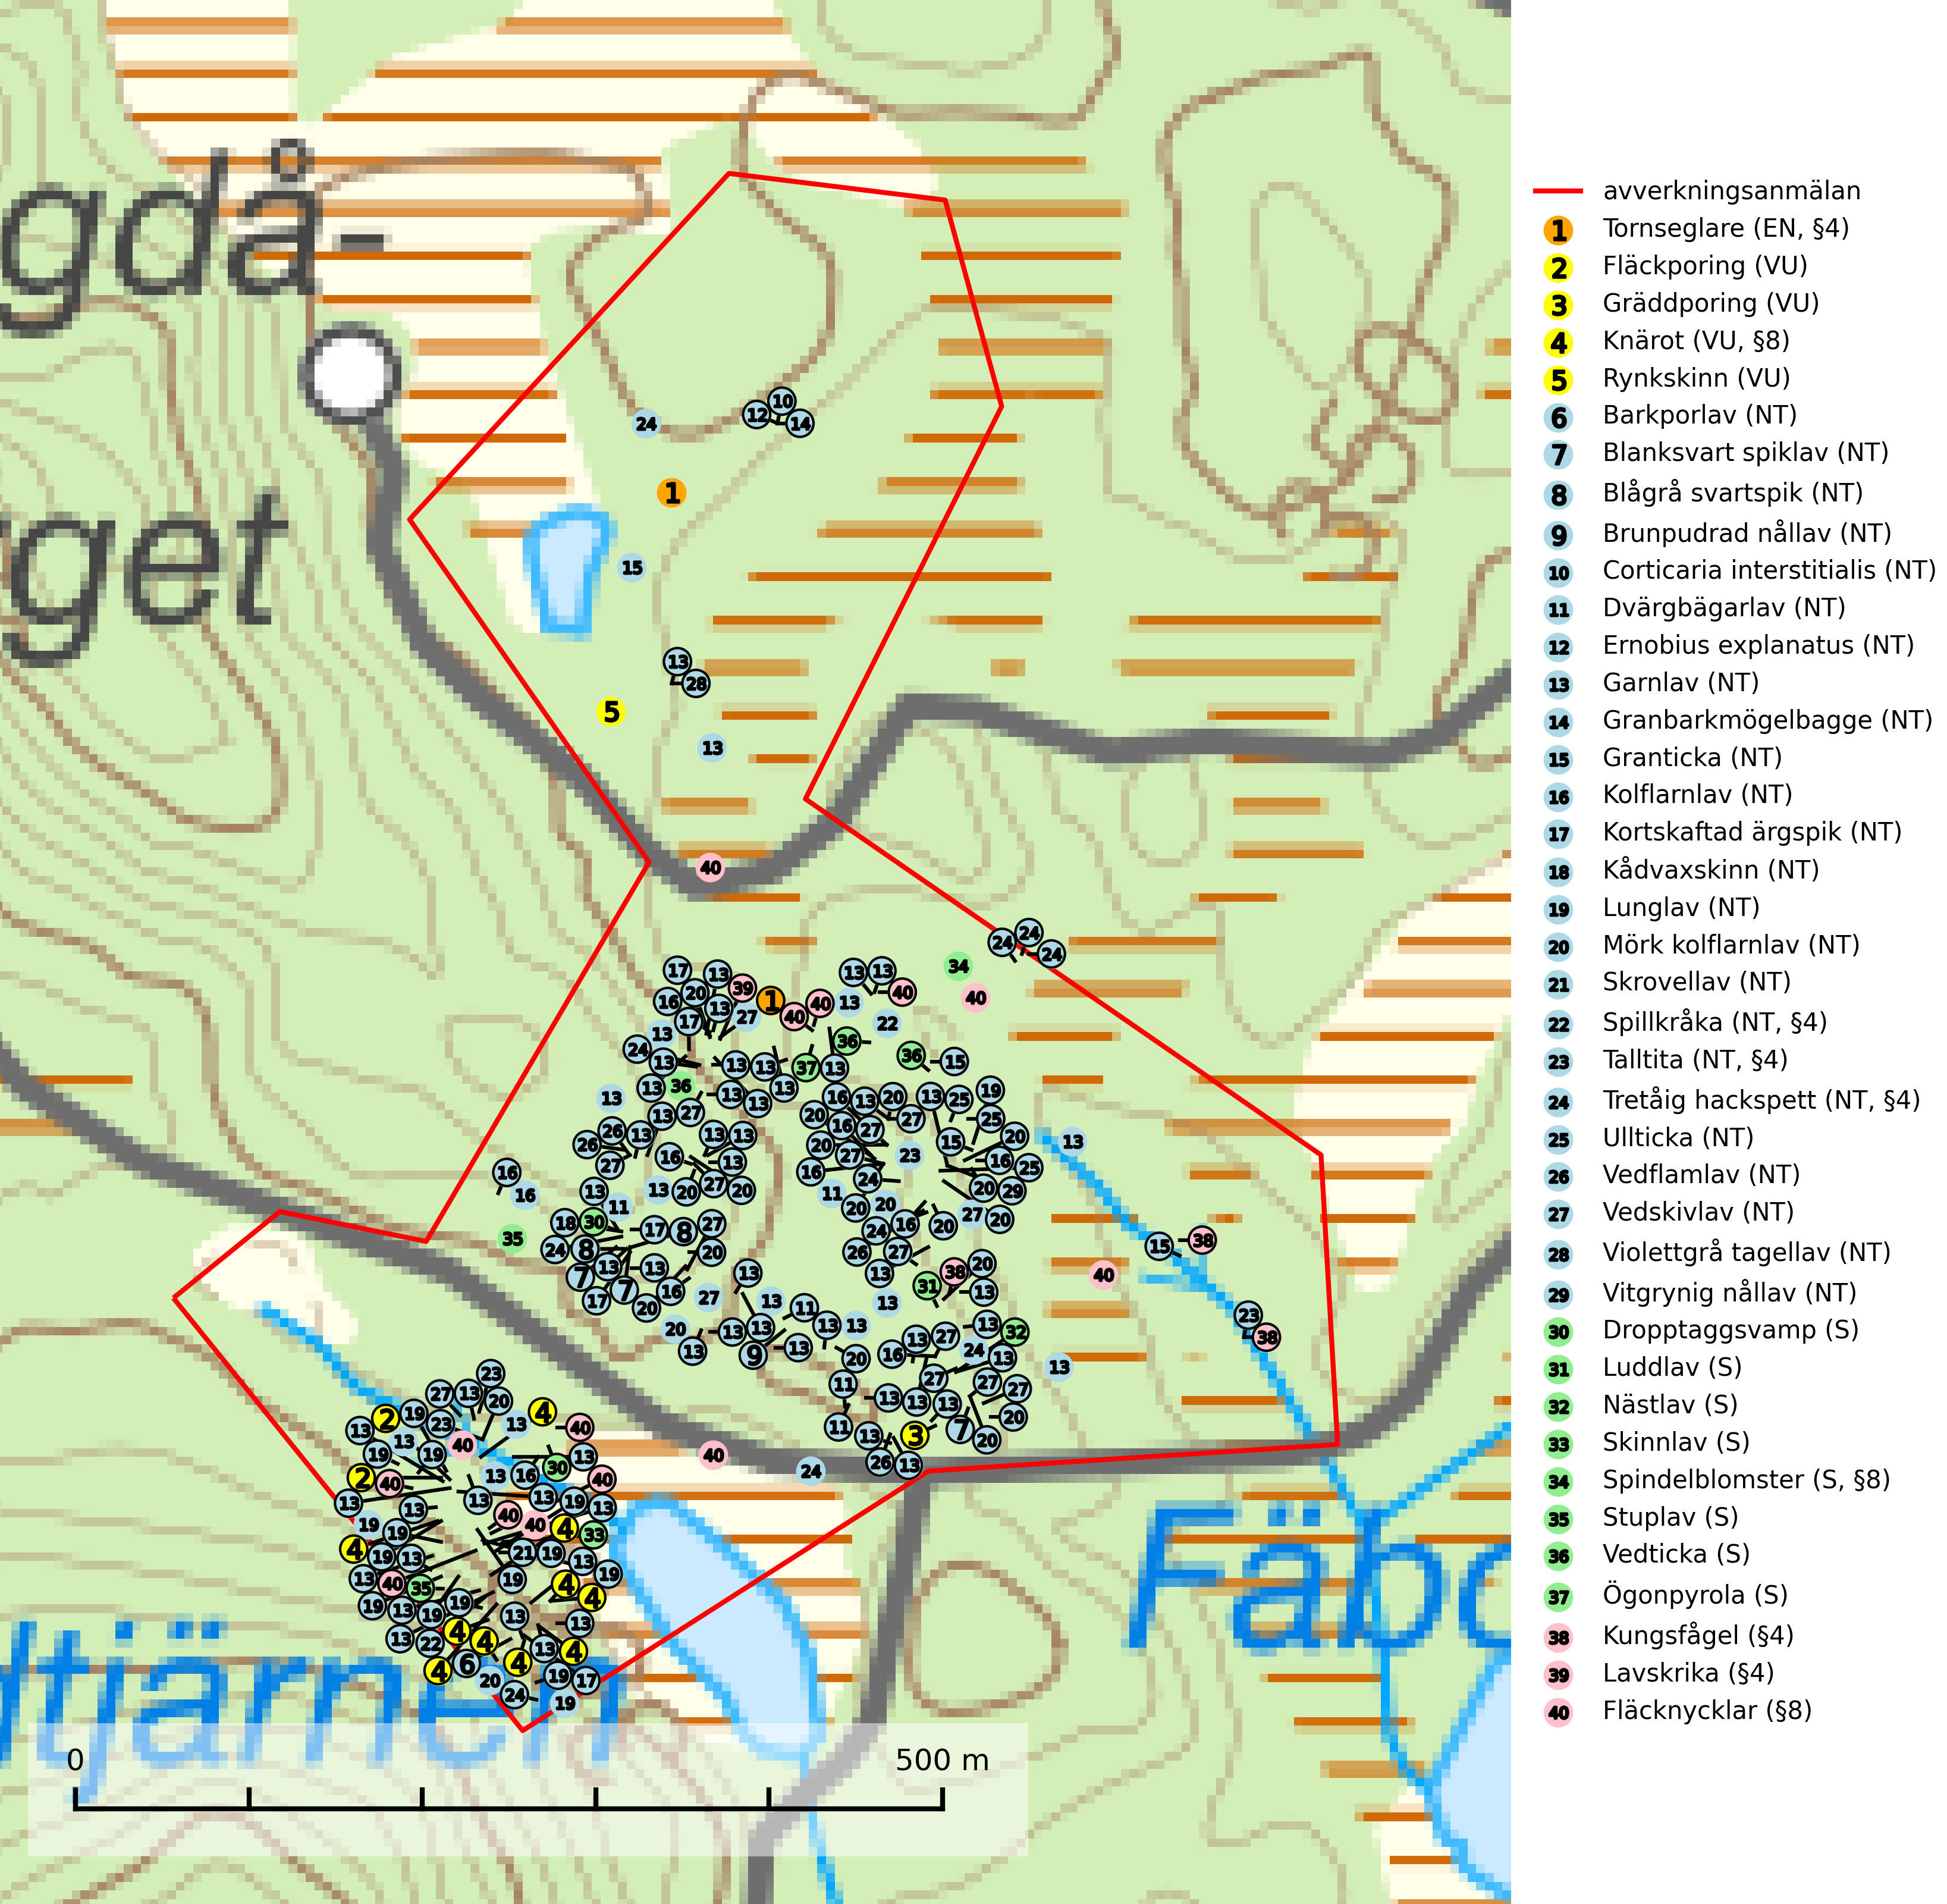 gdå-
get
ltjärnen
Fäbo
0
500 m
avverkningsanmälan
1 Tornseglare (EN, §4)
2 Fläckporing (VU)
3 Gräddporing (VU)
4 Knärot (VU, §8)
5 Rynkskinn (VU)
6 Barkporlav (NT)
7 Blanksvart spiklav (NT)
8 Blågrå svartspik (NT)
9 Brunpudrad nållav (NT)
10 Corticaria interstitialis (NT)
11 Dvärgbägarlav (NT)
12 Ernobius explanatus (NT)
13 Garnlav (NT)
14 Granbarkmögelbagge (NT)
15 Granticka (NT)
16 Kolflarnlav (NT)
17 Kortskaftad ärgspik (NT)
18 Kådvaxskinn (NT)
19 Lunglav (NT)
20 Mörk kolflarnlav (NT)
21 Skrovellav (NT)
22 Spillkråka (NT, §4)
23 Talltita (NT, §4)
24 Tretåig hackspett (NT, §4)
25 Ullticka (NT)
26 Vedflamlav (NT)
27 Vedskivlav (NT)
28 Violettgrå tagellav (NT)
29 Vitgrynig nållav (NT)
30 Dropptaggsvamp (S)
31 Luddlav (S)
32 Nästlav (S)
33 Skinnlav (S)
34 Spindelblomster (S, §8)
35 Stuplav (S)
36 Vedticka (S)
37 Ögonpyrola (S)
38 Kungsfågel (§4)
39 Lavskrika (§4)
40 Fläcknycklar (§8)